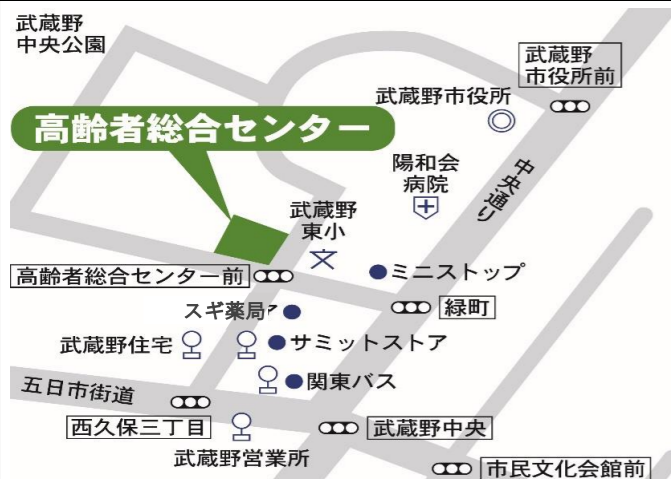 武蔵野
中央公園
武蔵野
市役所前
武蔵野市役所
高齢者総合センター
陽和会
病院
中央通り
武蔵野
東小
高齢者総合センター前
ミニストップ
スギ薬局
緑町
武蔵野住宅
サミットストア
関東バス
五日市街道
西久保三丁目
武蔵野中央
武蔵野営業所
市民文化会館前